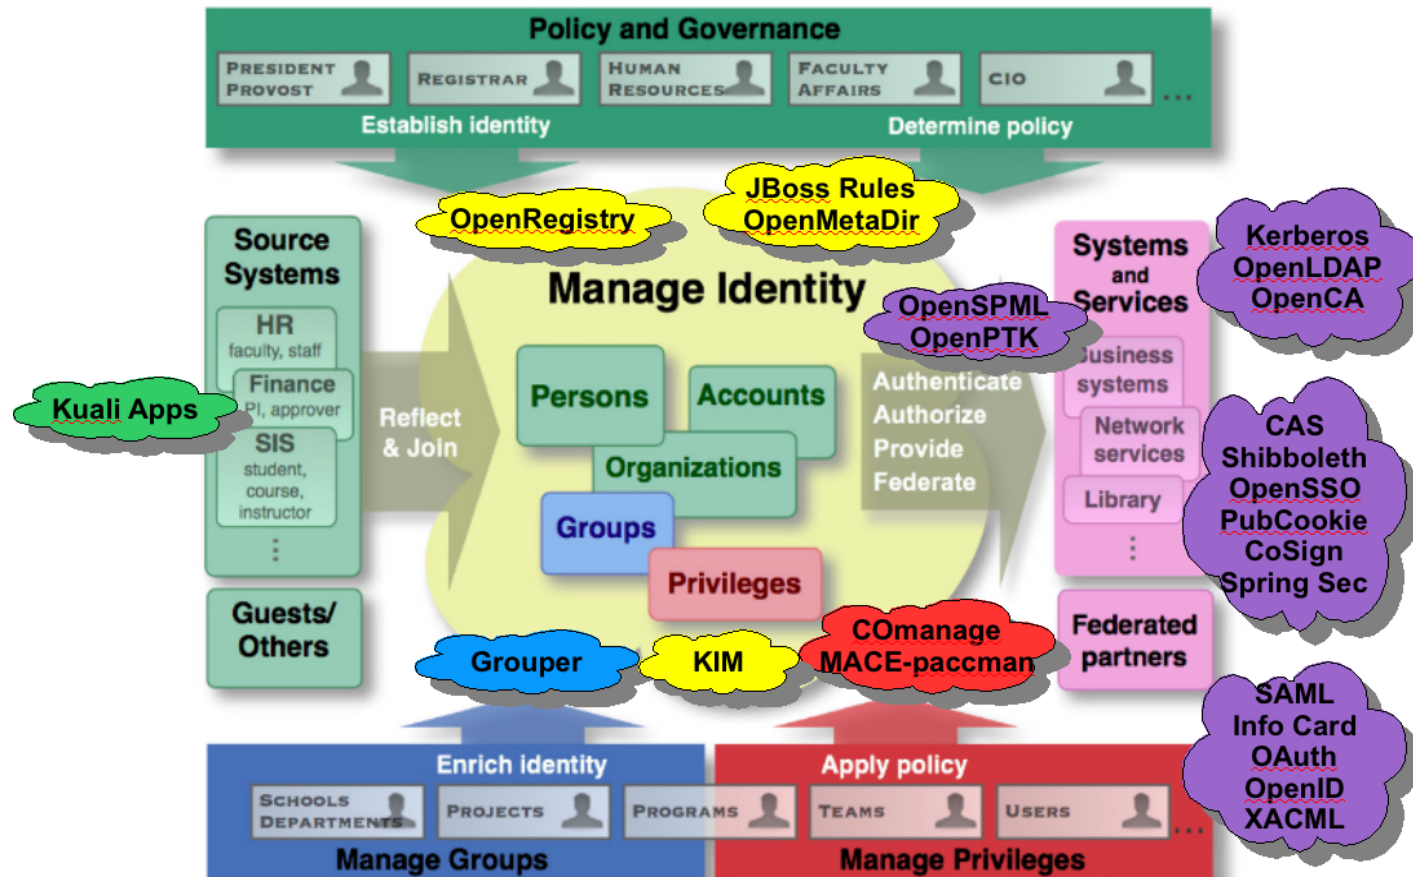 Policy and Governance
PRESIDENT
PROVOST
REGISTRAR
HUMAN
RESOURCES
FACULTY
AFFAIRS
CIO
...
Establish identity
Determine policy
OpenRegistry
JBoss Rules
OpenMetaDir
Source
Systems
HR
faculty, staff
Finance
PI, approver
SIS
student,
course,
instructor
⋮
Kuali Apps
Guests/
Others
Reflect
& Join
Manage Identity
Persons
Accounts
Organizations
Groups
Privileges
OpenSPML
OpenPTK
Authenticate
Authorize
Provide
Federate
Systems
and
Services
Business
systems
Network
services
Library
⋮
Federated
partners
Kerberos
OpenLDAP
OpenCA
CAS
Shibboleth
OpenSSO
PubCookie
CoSign
Spring Sec
SAML
Info Card
OAuth
OpenID
XACML
Grouper
KIM
COmanage
MACE-paccman
Enrich identity
Apply policy
SCHOOLS
DEPARTMENTS
PROJECTS
PROGRAMS
TEAMS
USERS
...
Manage Groups
Manage Privileges